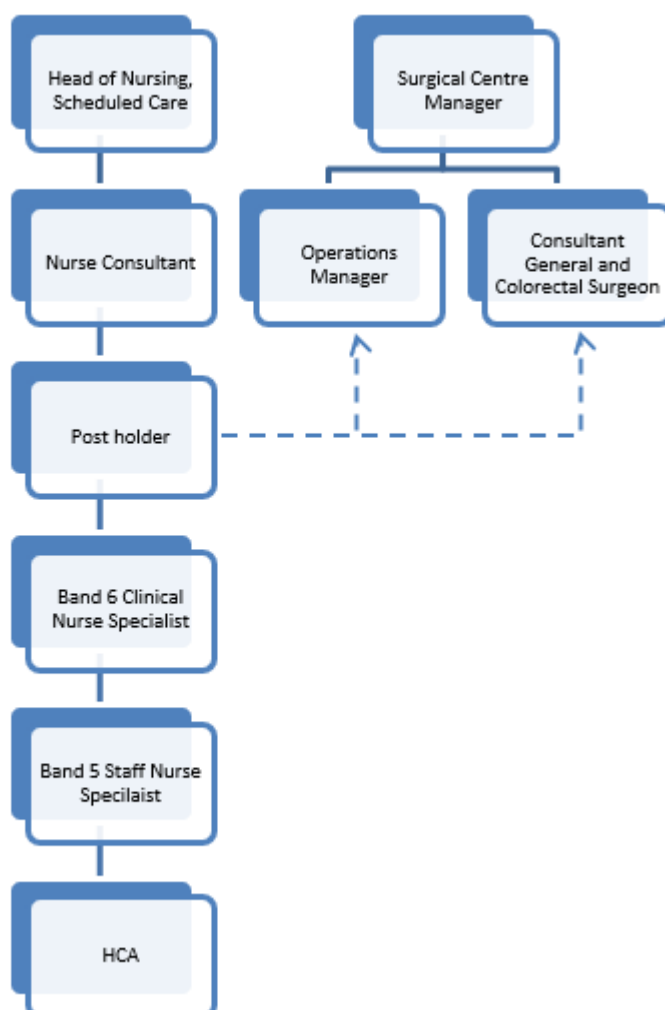 Head of Nursing,
Scheduled Care
Surgical Centre
Manager
Nurse Consultant
Operations
Manager
Consultant
General and
Colorectal Surgeon
Post holder
Band 6 Clinical
Nurse Specialist
Band 5 Staff Nurse
Specilaist
HCA